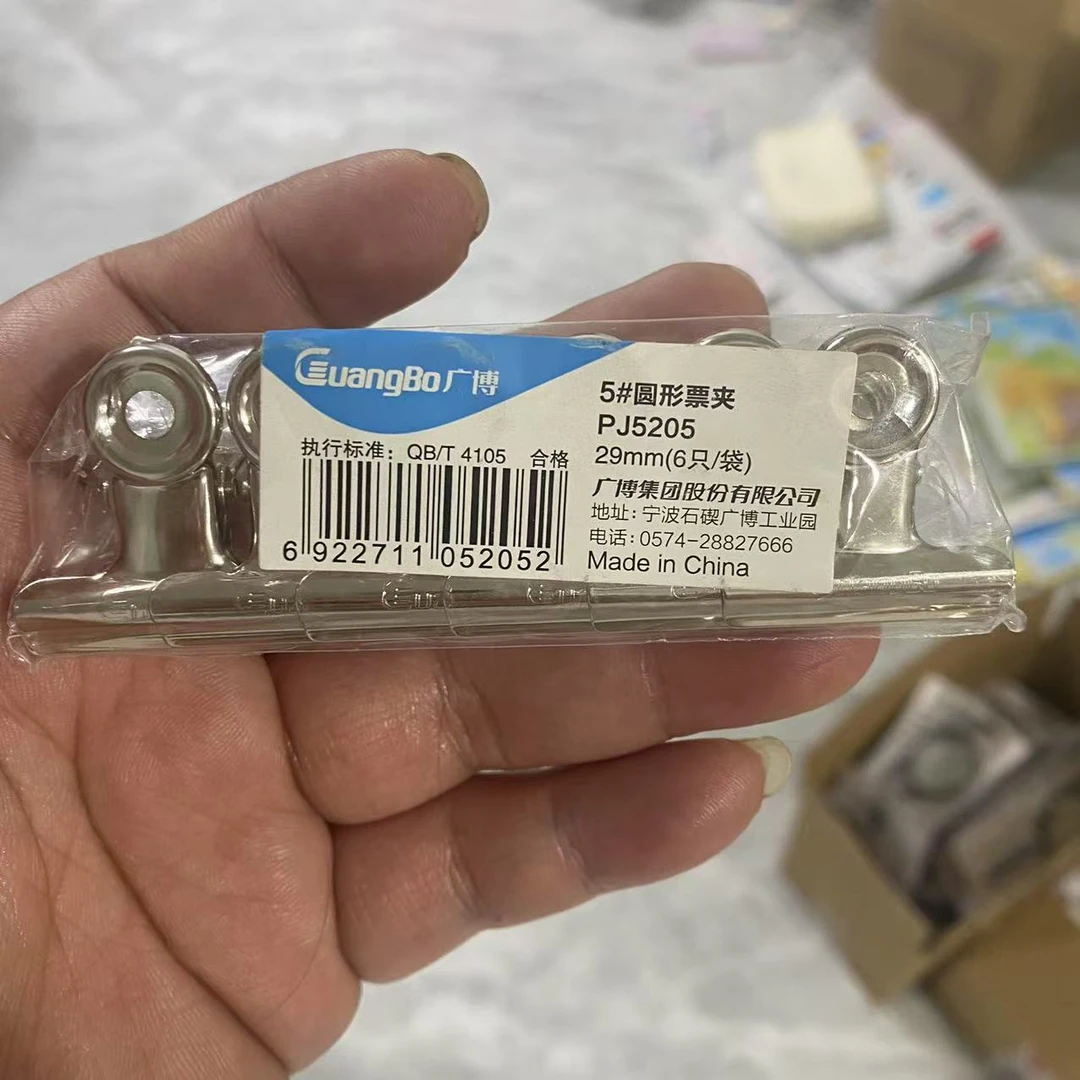 GuangBo广博
执行标准：QB/T 4105 合格
6 922711 052052
5#圆形票夹
PJ5205
29mm(6只/袋)
广博集团股份有限公司
地址：宁波石碶广博工业园
电话：0574-28827666
Made in China